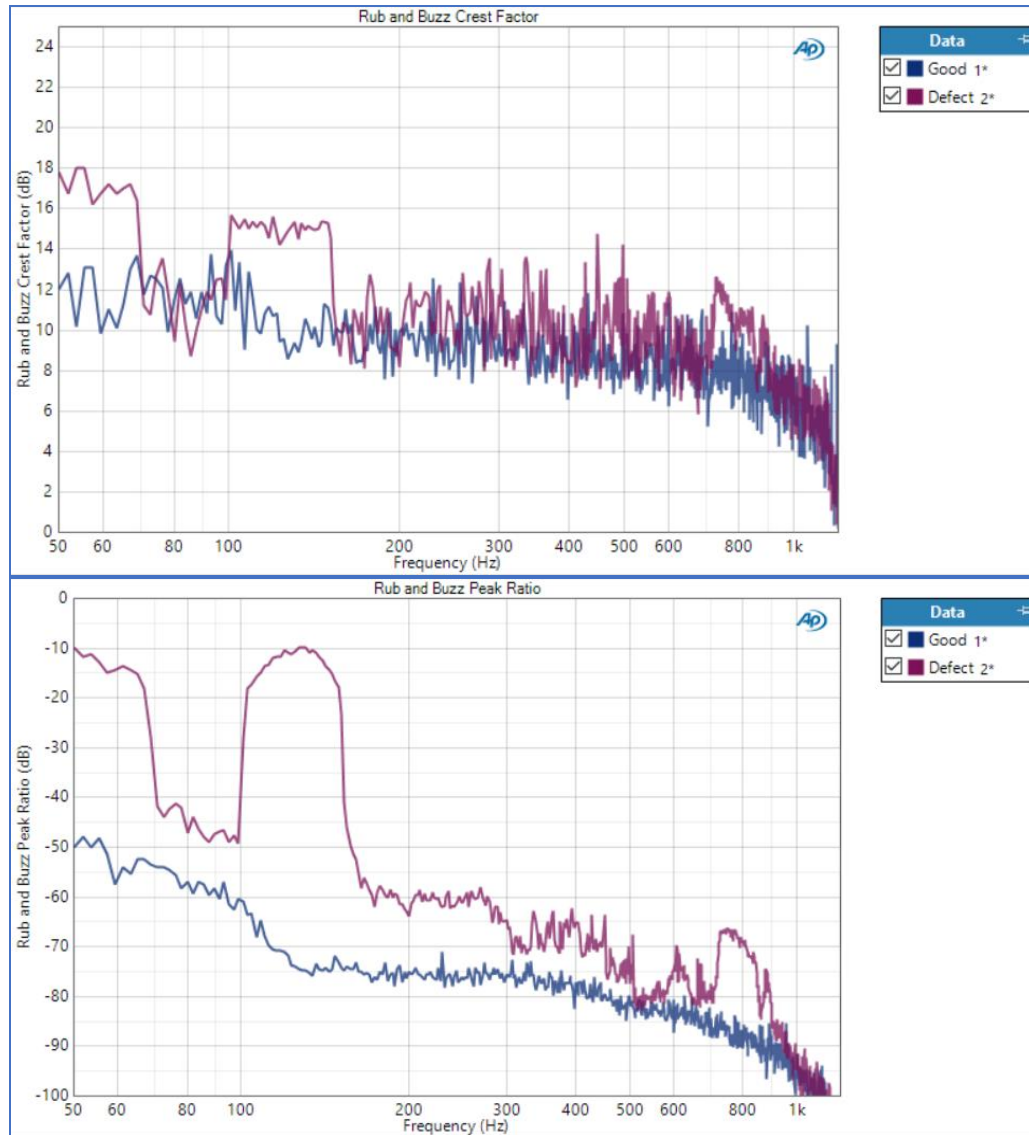 Rub and Buzz Crest Factor
24
22
20
18
16
14
12
10
8
6
4
2
0
Rub and Buzz Crest Factor (dB)
50 60 80 100 200 300 400 500 600 800 1k
Frequency (Hz)
AP
Data
Good 1*
Defect 2*
Rub and Buzz Peak Ratio
0
-10
-20
-30
-40
-50
-60
-70
-80
-90
-100
Rub and Buzz Peak Ratio (dB)
50 60 80 100 200 300 400 500 600 800 1k
Frequency (Hz)
AP
Data
Good 1*
Defect 2*